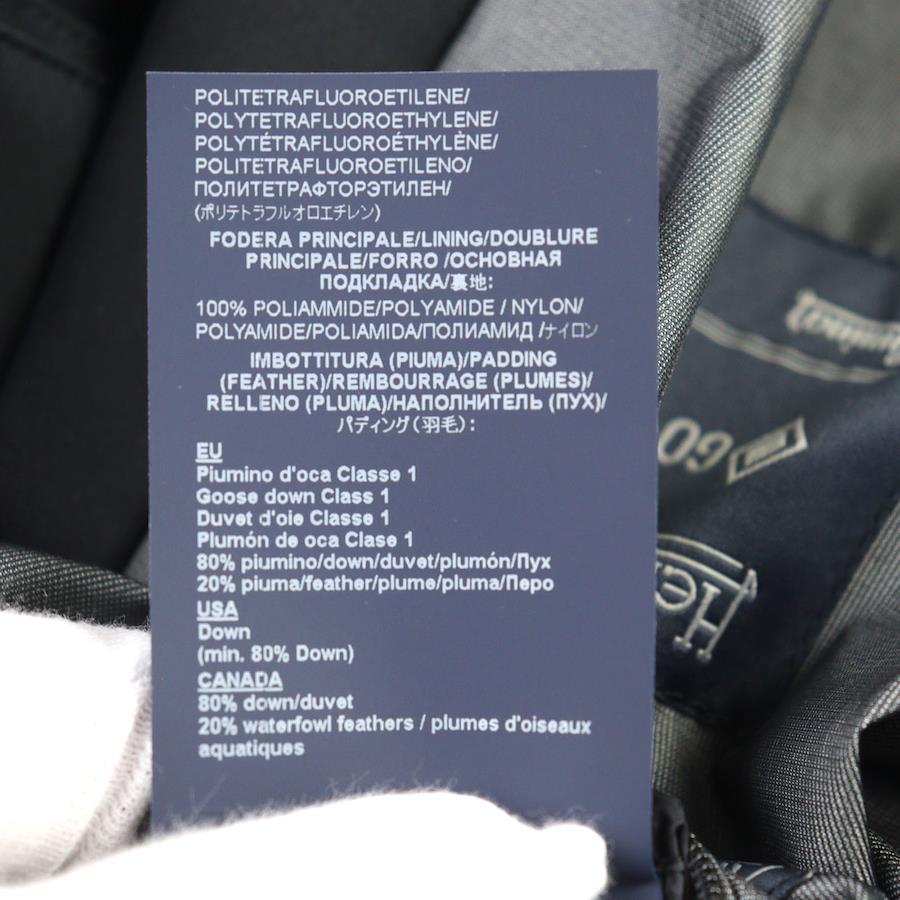 POLITETRAFLUOROETILENE/
POLYTETRAFLUOROETHYLENE/
POLYTÉTRAFLUOROÉTHYLÈNE/
POLITETRAFLUOROETILENO/
ПОЛИТЕТРАФТОРЭТИЛЕН/
(ポリテトラフルオロエチレン)
FODERA PRINCIPALE/LINING/DOUBLURE
PRINCIPALE/FORRO /ОСНОВНАЯ
ПОДКЛАДКА/裏地:
100% POLIAMMIDE/POLYAMIDE / NYLON/
POLYAMIDE/POLIAMIDA/ПОЛИАМИД /ナイロン
IMBOTTITURA (PIUMA)/PADDING
(FEATHER)/REMBOURRAGE (PLUMES)/
RELLENO (PLUMA)/НАПОЛНИТЕЛЬ (ПУХ)/
パディング(羽毛):
EU
Piumino d'oca Classe 1
Goose down Class 1
Duvet d'oie Classe 1
Plumón de oca Clase 1
80% piumino/down/duvet/plumón/Пух
20% piuma/feather/plume/pluma/Перо
USA
Down
(min. 80% Down)
CANADA
80% down/duvet
20% waterfowl feathers / plumes d'oiseaux
aquatiques